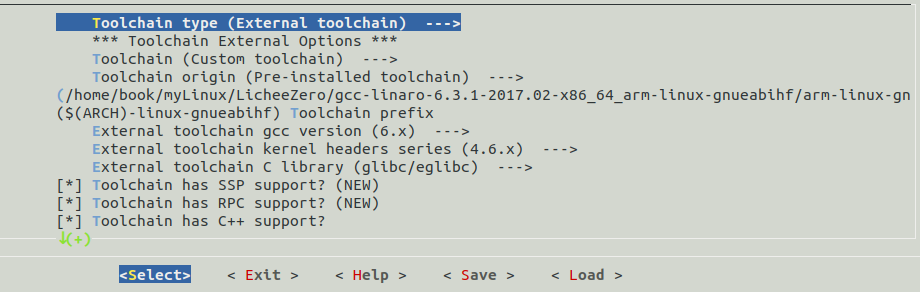 Toolchain type (External toolchain)  --->
*** Toolchain External Options ***
Toolchain (Custom toolchain)  --->
Toolchain origin (Pre-installed toolchain)  --->
(/home/book/myLinux/LicheeZero/gcc-linaro-6.3.1-2017.02-x86_64_arm-linux-gnueabihf/arm-linux-gn
($(ARCH)-linux-gnueabihf) Toolchain prefix
External toolchain gcc version (6.x)  --->
External toolchain kernel headers series (4.6.x)  --->
External toolchain C library (glibc/eglibc)  --->
[*] Toolchain has SSP support? (NEW)
[*] Toolchain has RPC support? (NEW)
[*] Toolchain has C++ support?
↓(+)
<Select>    < Exit >    < Help >    < Save >    < Load >